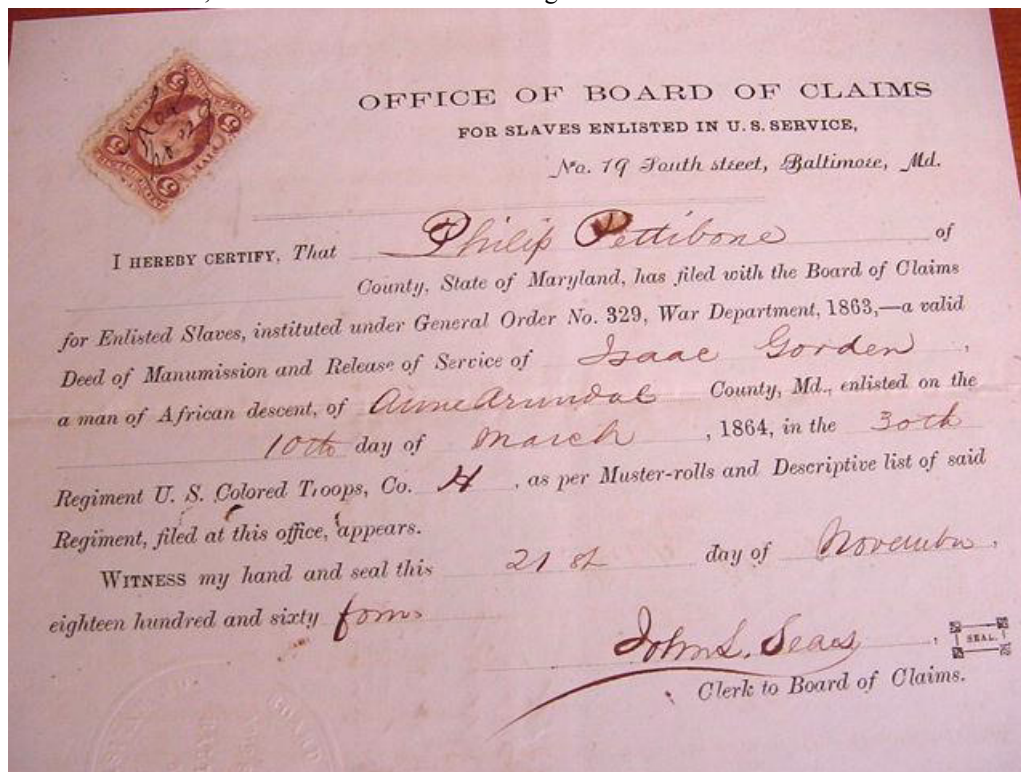 OFFICE OF BOARD OF CLAIMS
FOR SLAVES ENLISTED IN U. S. SERVICE,
No. 19 South street, Baltimore, Md.
I HEREBY CERTIFY, That Philip Pettibone of
County, State of Maryland, has filed with the Board of Claims
for Enlisted Slaves, instituted under General Order No. 329, War Department, 1863,—a valid
Deed of Manumission and Release of Service of Isaac Gorden,
a man of African descent, of Anne Arundal County, Md., enlisted on the
10th day of March, 1864, in the 30th
Regiment U. S. Colored Troops, Co. H, as per Muster-rolls and Descriptive list of said
Regiment, filed at this office, appears.
WITNESS my hand and seal this 21st day of November,
eighteen hundred and sixty four
John S. Sears, SEAL.
Clerk to Board of Claims.